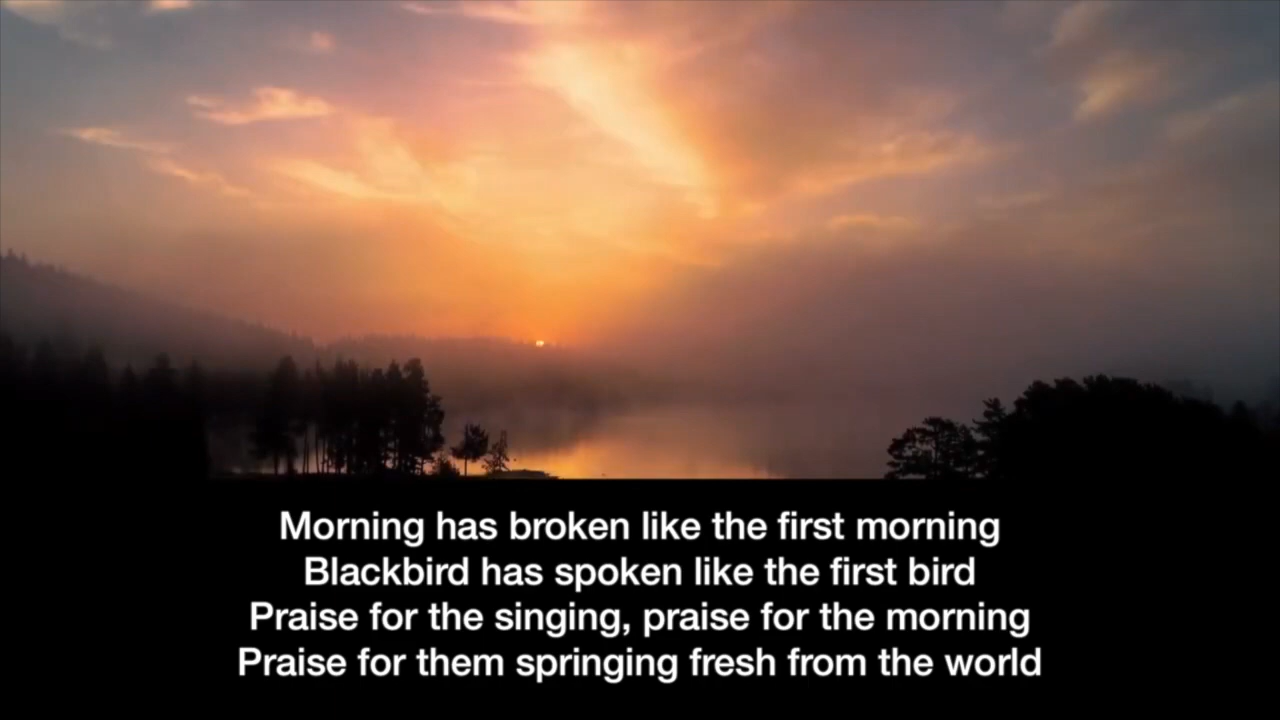 Morning has broken like the first morning
Blackbird has spoken like the first bird
Praise for the singing, praise for the morning
Praise for them springing fresh from the world